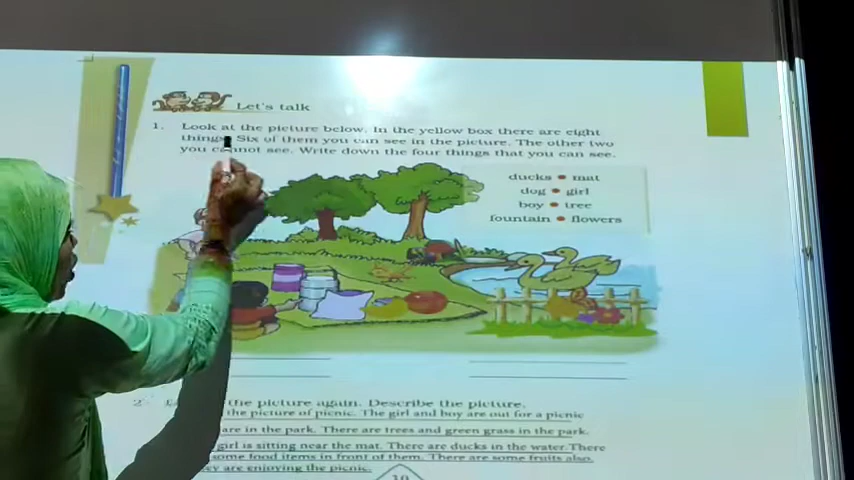 Let's talk
1. Look at the picture below. In the yellow box there are eight
things. Six of them you can see in the picture. The other two
you cannot see. Write down the four things that you can see.
ducks • mat
dog • girl
boy • tree
fountain • flowers
2. the picture again. Describe the picture.
the picture of picnic. The girl and boy are out for a picnic
are in the park. There are trees and green grass in the park.
girl is sitting near the mat. There are ducks in the water. There
some food items in front of them. There are some fruits also.
hey are enjoying the picnic.
10